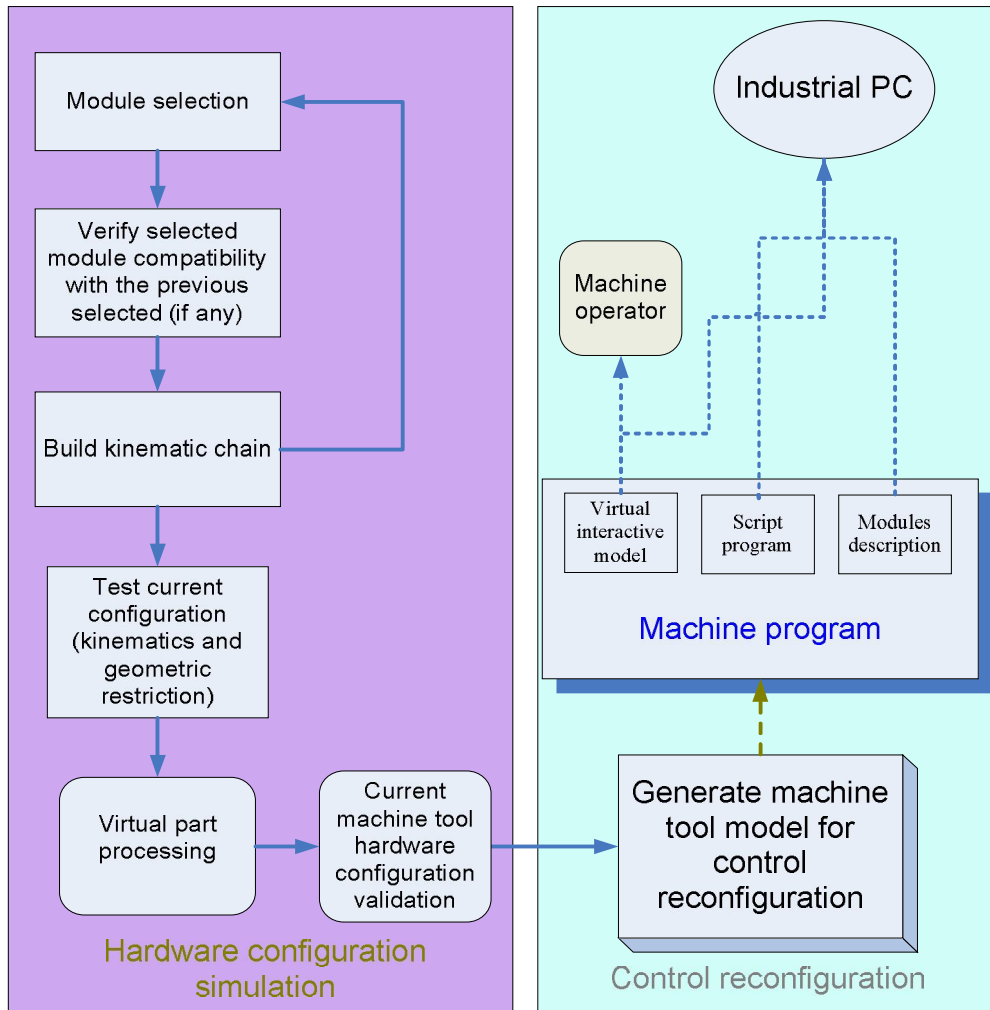 Module selection
Verify selected
module compatibility
with the previous
selected (if any)
Build kinematic chain
Test current
configuration
(kinematics and
geometric
restriction)
Virtual part
processing
Current
machine tool
hardware
configuration
validation
Hardware configuration
simulation
Industrial PC
Machine
operator
Virtual
interactive
model
Script
program
Modules
description
Machine program
Generate machine
tool model for
control
reconfiguration
Control reconfiguration